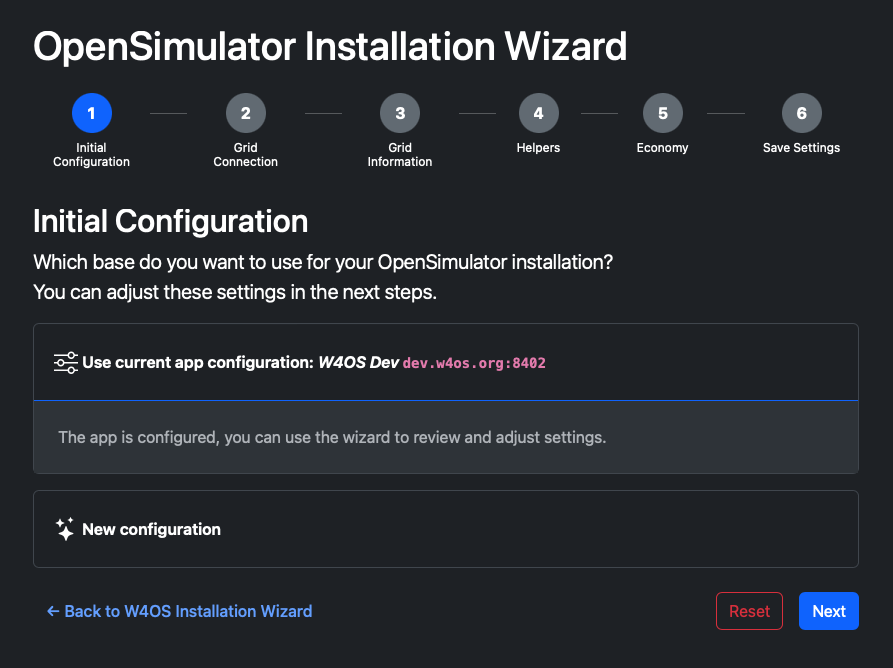 OpenSimulator Installation Wizard
1
2
3
4
5
6
Initial
Configuration
Grid
Connection
Grid
Information
Helpers
Economy
Save Settings
Initial Configuration
Which base do you want to use for your OpenSimulator installation?
You can adjust these settings in the next steps.
Use current app configuration: W4OS Dev dev.w4os.org:8402
The app is configured, you can use the wizard to review and adjust settings.
New configuration
← Back to W4OS Installation Wizard
Reset
Next